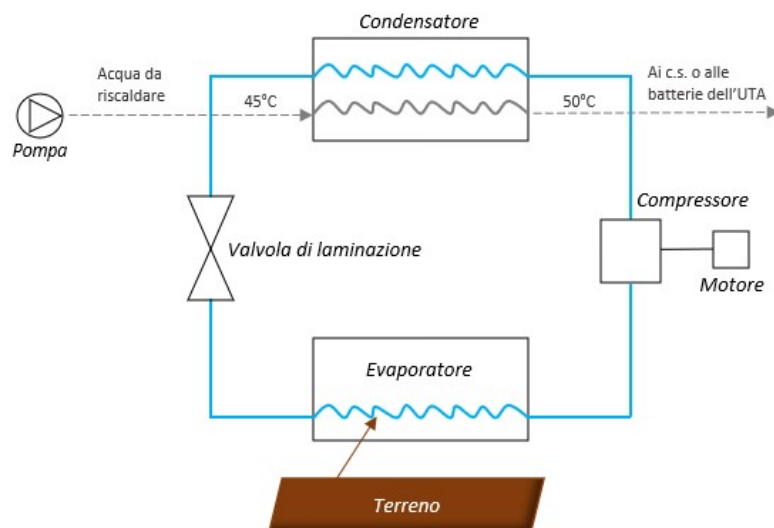 Condensatore
Acqua da
riscaldare
45°C
50°C
Ai c.s. o alle
batterie dell'UTA
Pompa
Compressore
Valvola di laminazione
Motore
Evaporatore
Terreno